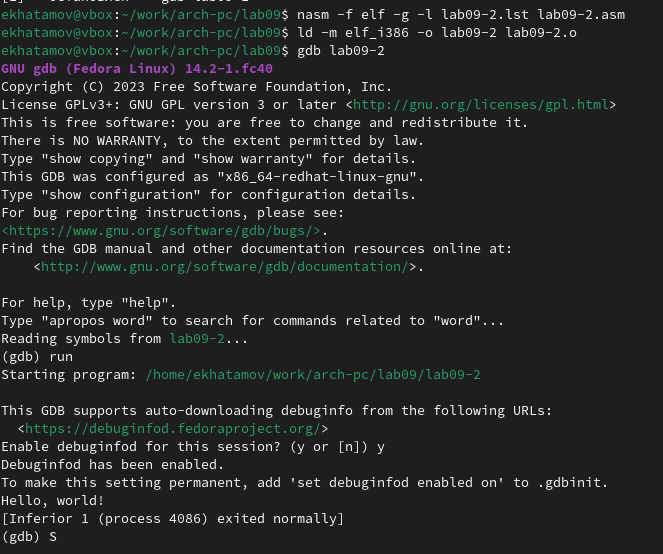 ekhatamov@vbox:~/work/arch-pc/lab09$ nasm -f elf -g -l lab09-2.lst lab09-2.asm
ekhatamov@vbox:~/work/arch-pc/lab09$ ld -m elf_i386 -o lab09-2 lab09-2.o
ekhatamov@vbox:~/work/arch-pc/lab09$ gdb lab09-2
GNU gdb (Fedora Linux) 14.2-1.fc40
Copyright (C) 2023 Free Software Foundation, Inc.
License GPLv3+: GNU GPL version 3 or later <http://gnu.org/licenses/gpl.html>
This is free software: you are free to change and redistribute it.
There is NO WARRANTY, to the extent permitted by law.
Type "show copying" and "show warranty" for details.
This GDB was configured as "x86_64-redhat-linux-gnu".
Type "show configuration" for configuration details.
For bug reporting instructions, please see:
<https://www.gnu.org/software/gdb/bugs/>.
Find the GDB manual and other documentation resources online at:
    <http://www.gnu.org/software/gdb/documentation/>.

For help, type "help".
Type "apropos word" to search for commands related to "word"...
Reading symbols from lab09-2...
(gdb) run
Starting program: /home/ekhatamov/work/arch-pc/lab09/lab09-2

This GDB supports auto-downloading debuginfo from the following URLs:
  <https://debuginfod.fedoraproject.org/>
Enable debuginfod for this session? (y or [n]) y
Debuginfod has been enabled.
To make this setting permanent, add 'set debuginfod enabled on' to .gdbinit.
Hello, world!
[Inferior 1 (process 4086) exited normally]
(gdb) S